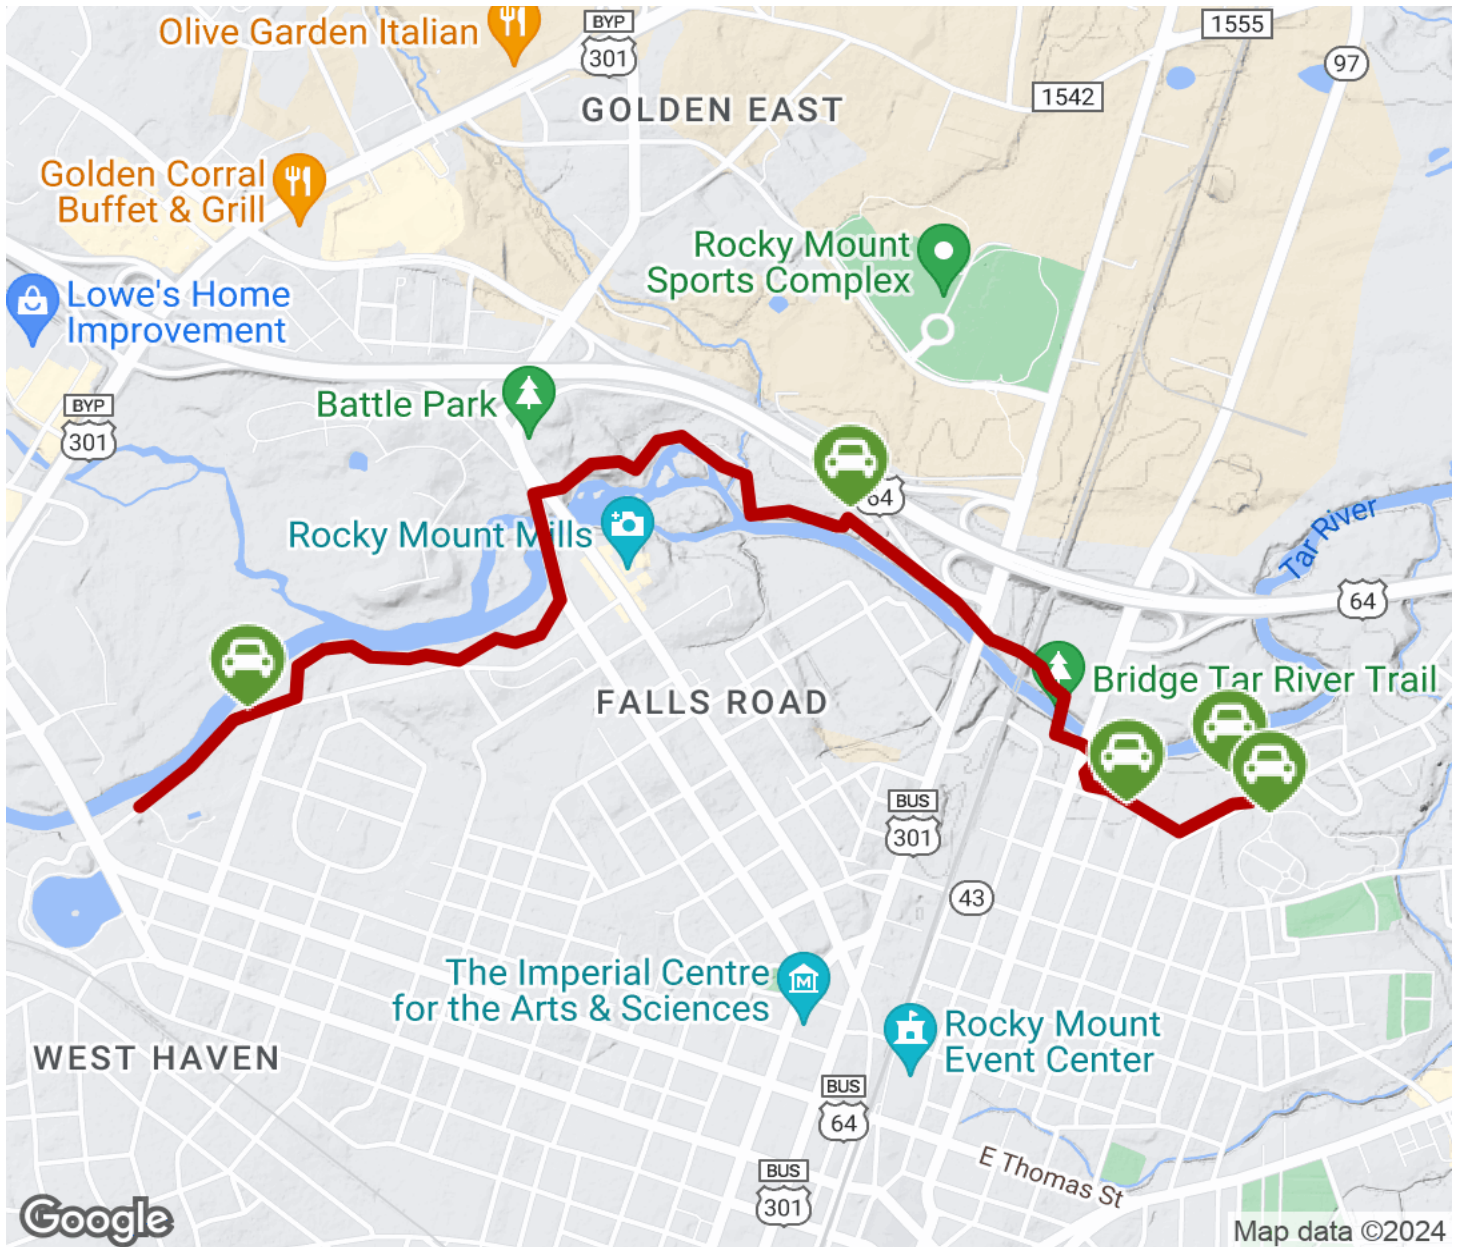 Olive Garden Italian
BYP
301
1555
97
1542
GOLDEN EAST
Golden Corral
Buffet & Grill
Rocky Mount
Sports Complex
Lowe's Home
Improvement
Battle Park
BYP
301
64
Rocky Mount Mills
Tar River
64
Bridge Tar River Trail
FALLS ROAD
BUS
301
43
The Imperial Centre
for the Arts & Sciences
M
Rocky Mount
Event Center
WEST HAVEN
BUS
64
E Thomas St
BUS
301
Google
Map data ©2024